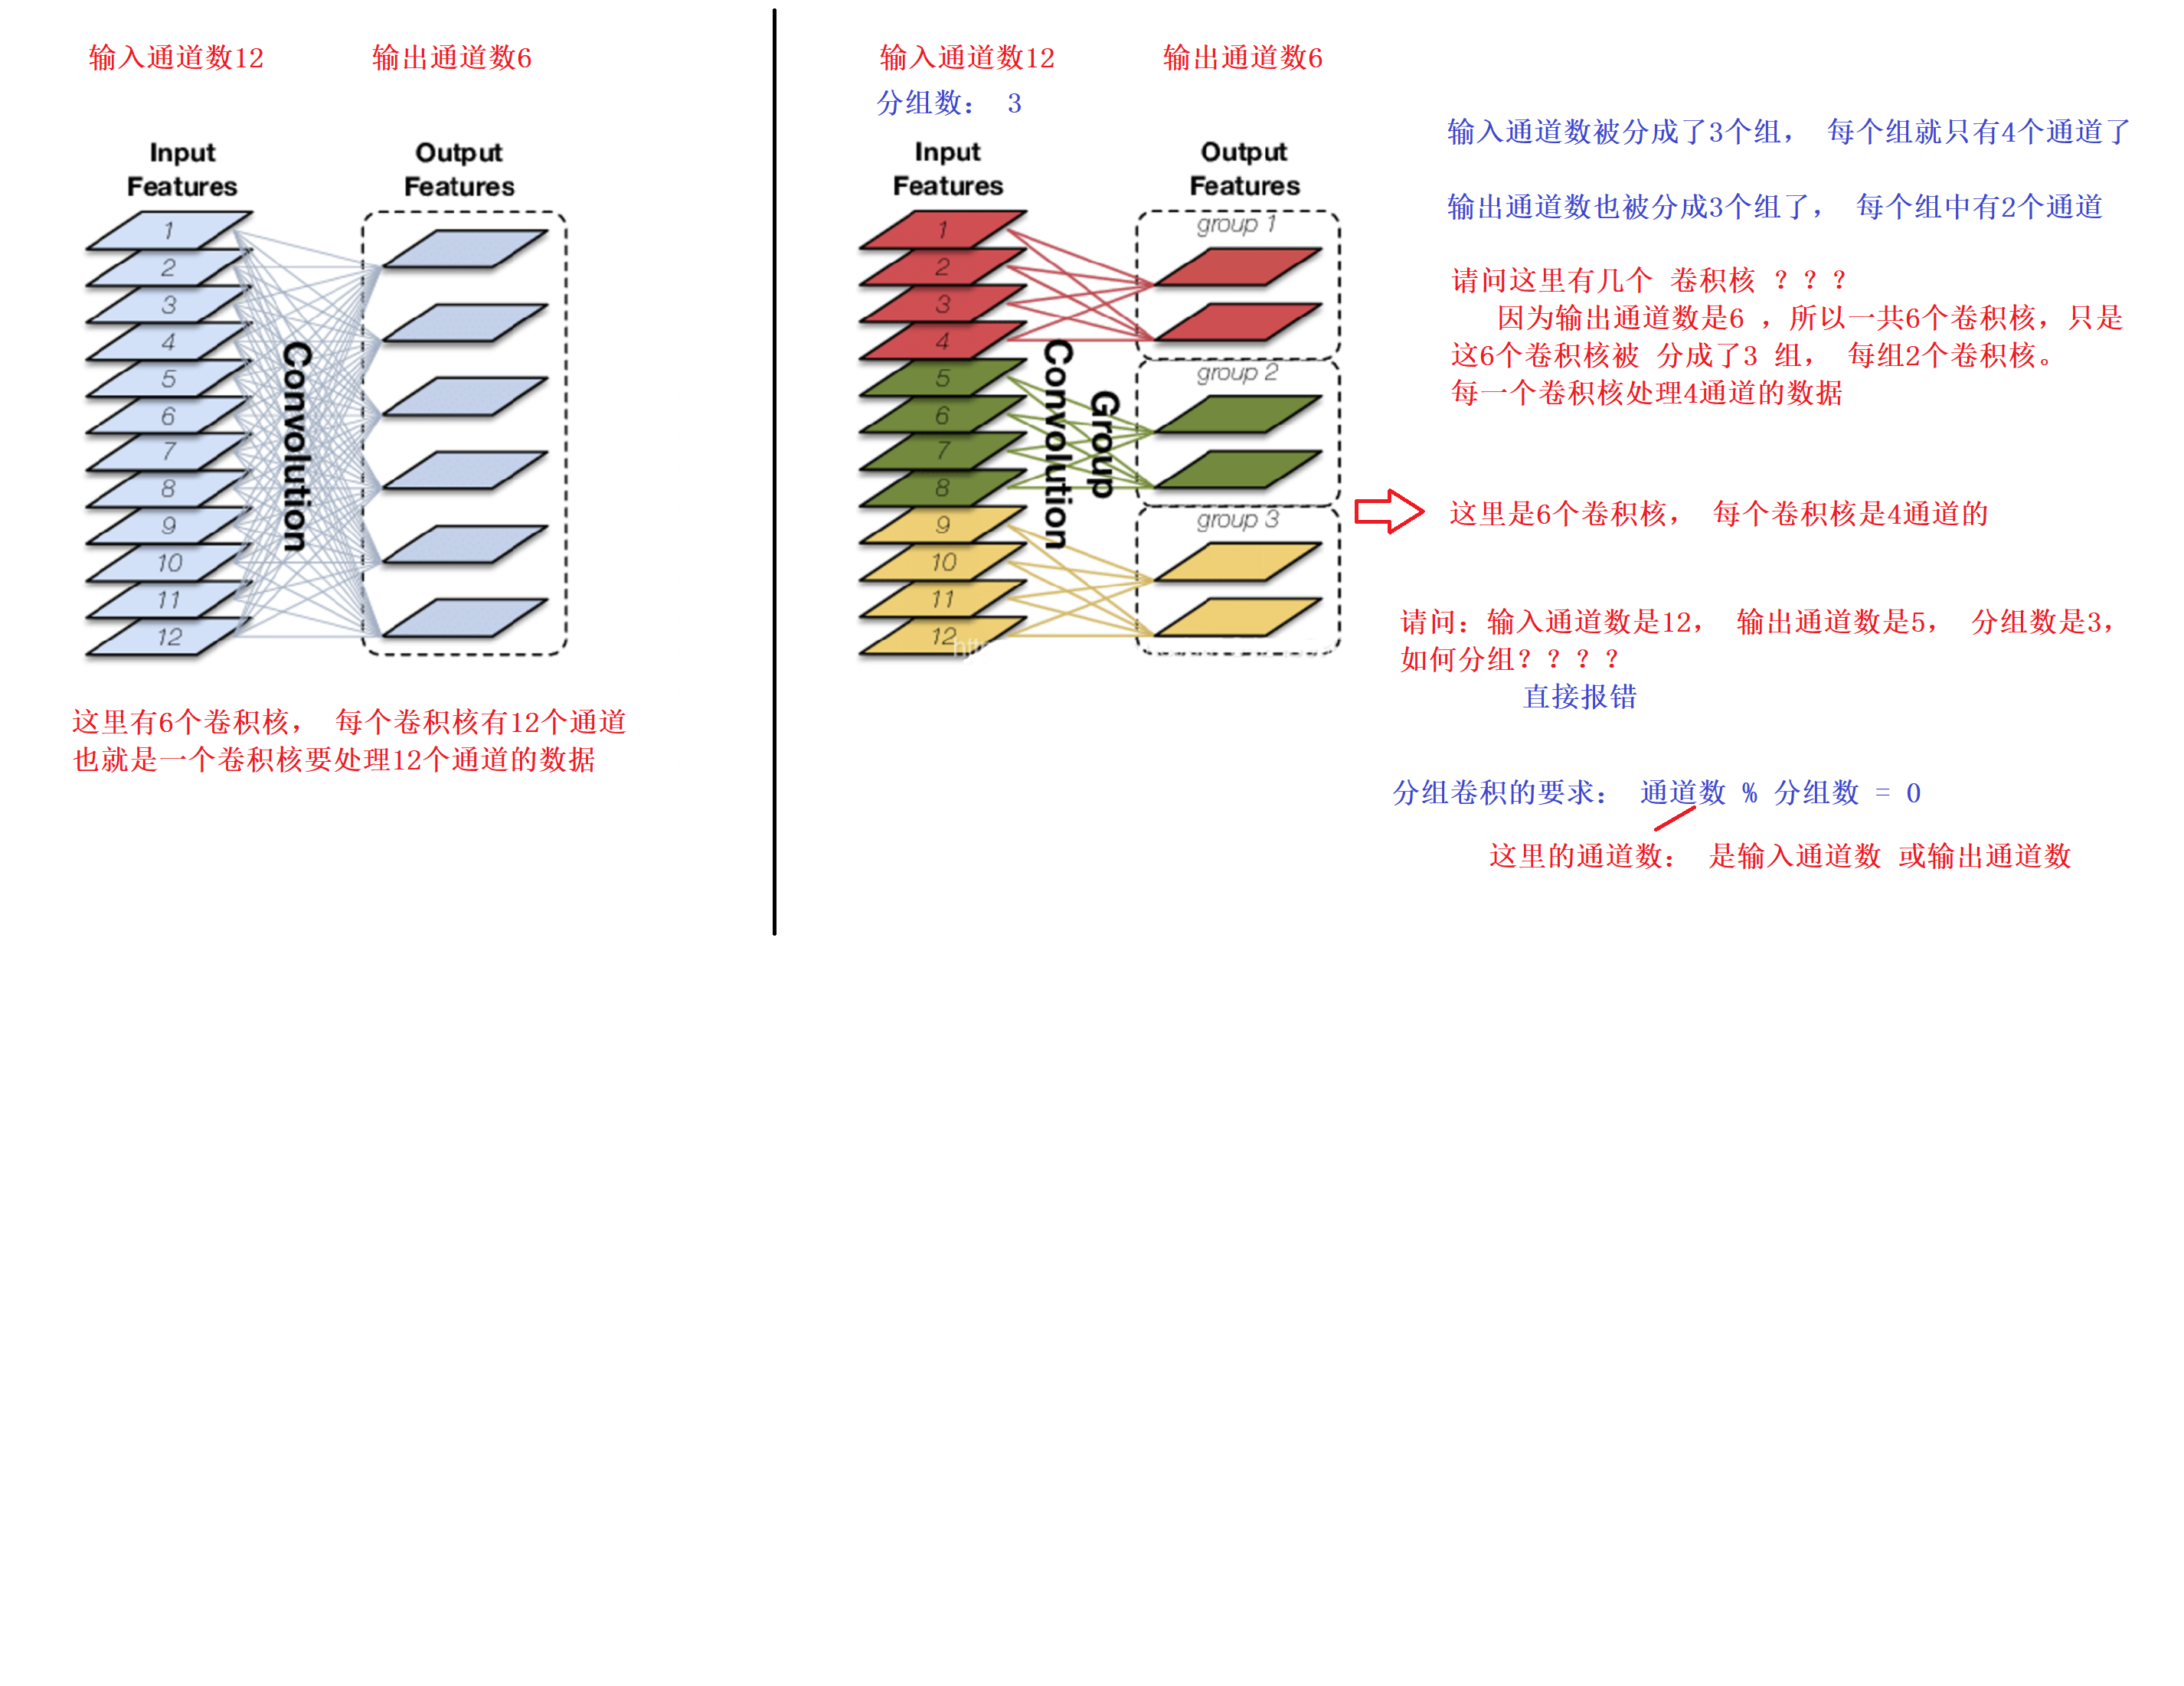 输入通道数12
输出通道数6
Input
Features
Output
Features
1
2
3
4
5
6
7
8
9
10
11
12
Convolution
这里有6个卷积核， 每个卷积核有12个通道
也就是一个卷积核要处理12个通道的数据
输入通道数12
输出通道数6
分组数： 3
Input
Features
Output
Features
1
2
3
4
5
6
7
8
9
10
11
12
Group
Convolution
group 1
group 2
group 3
输入通道数被分成了3个组， 每个组就只有4个通道了
输出通道数也被分成3个组了， 每个组中有2个通道
请问这里有几个 卷积核 ？？？
因为输出通道数是6 ，所以一共6个卷积核，只是
这6个卷积核被 分成了3 组， 每组2个卷积核。
每一个卷积核处理4通道的数据
这里是6个卷积核， 每个卷积核是4通道的
请问：输入通道数是12， 输出通道数是5， 分组数是3，
如何分组？？？？
直接报错
分组卷积的要求： 通道数 % 分组数 = 0
这里的通道数： 是输入通道数 或输出通道数